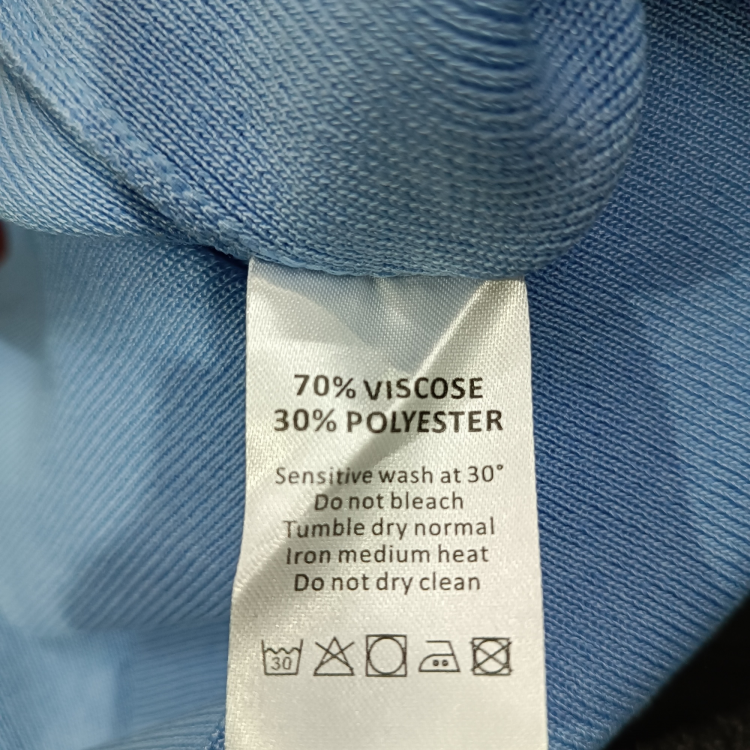 70% VISCOSE
30% POLYESTER
Sensitive wash at 30°
Do not bleach
Tumble dry normal
Iron medium heat
Do not dry clean
30